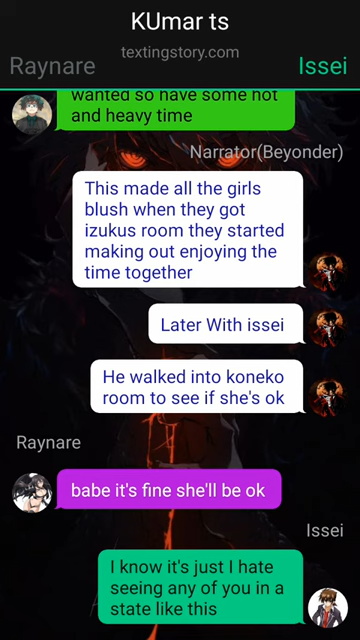 KUmar ts
textingstory.com
Raynare
Issei
wanted so have some hot
and heavy time
Narrator(Beyonder)
This made all the girls
blush when they got
izukus room they started
making out enjoying the
time together
Later With issei
He walked into koneko
room to see if she's ok
Raynare
babe it's fine she'll be ok
Issei
I know it's just I hate
seeing any of you in a
state like this